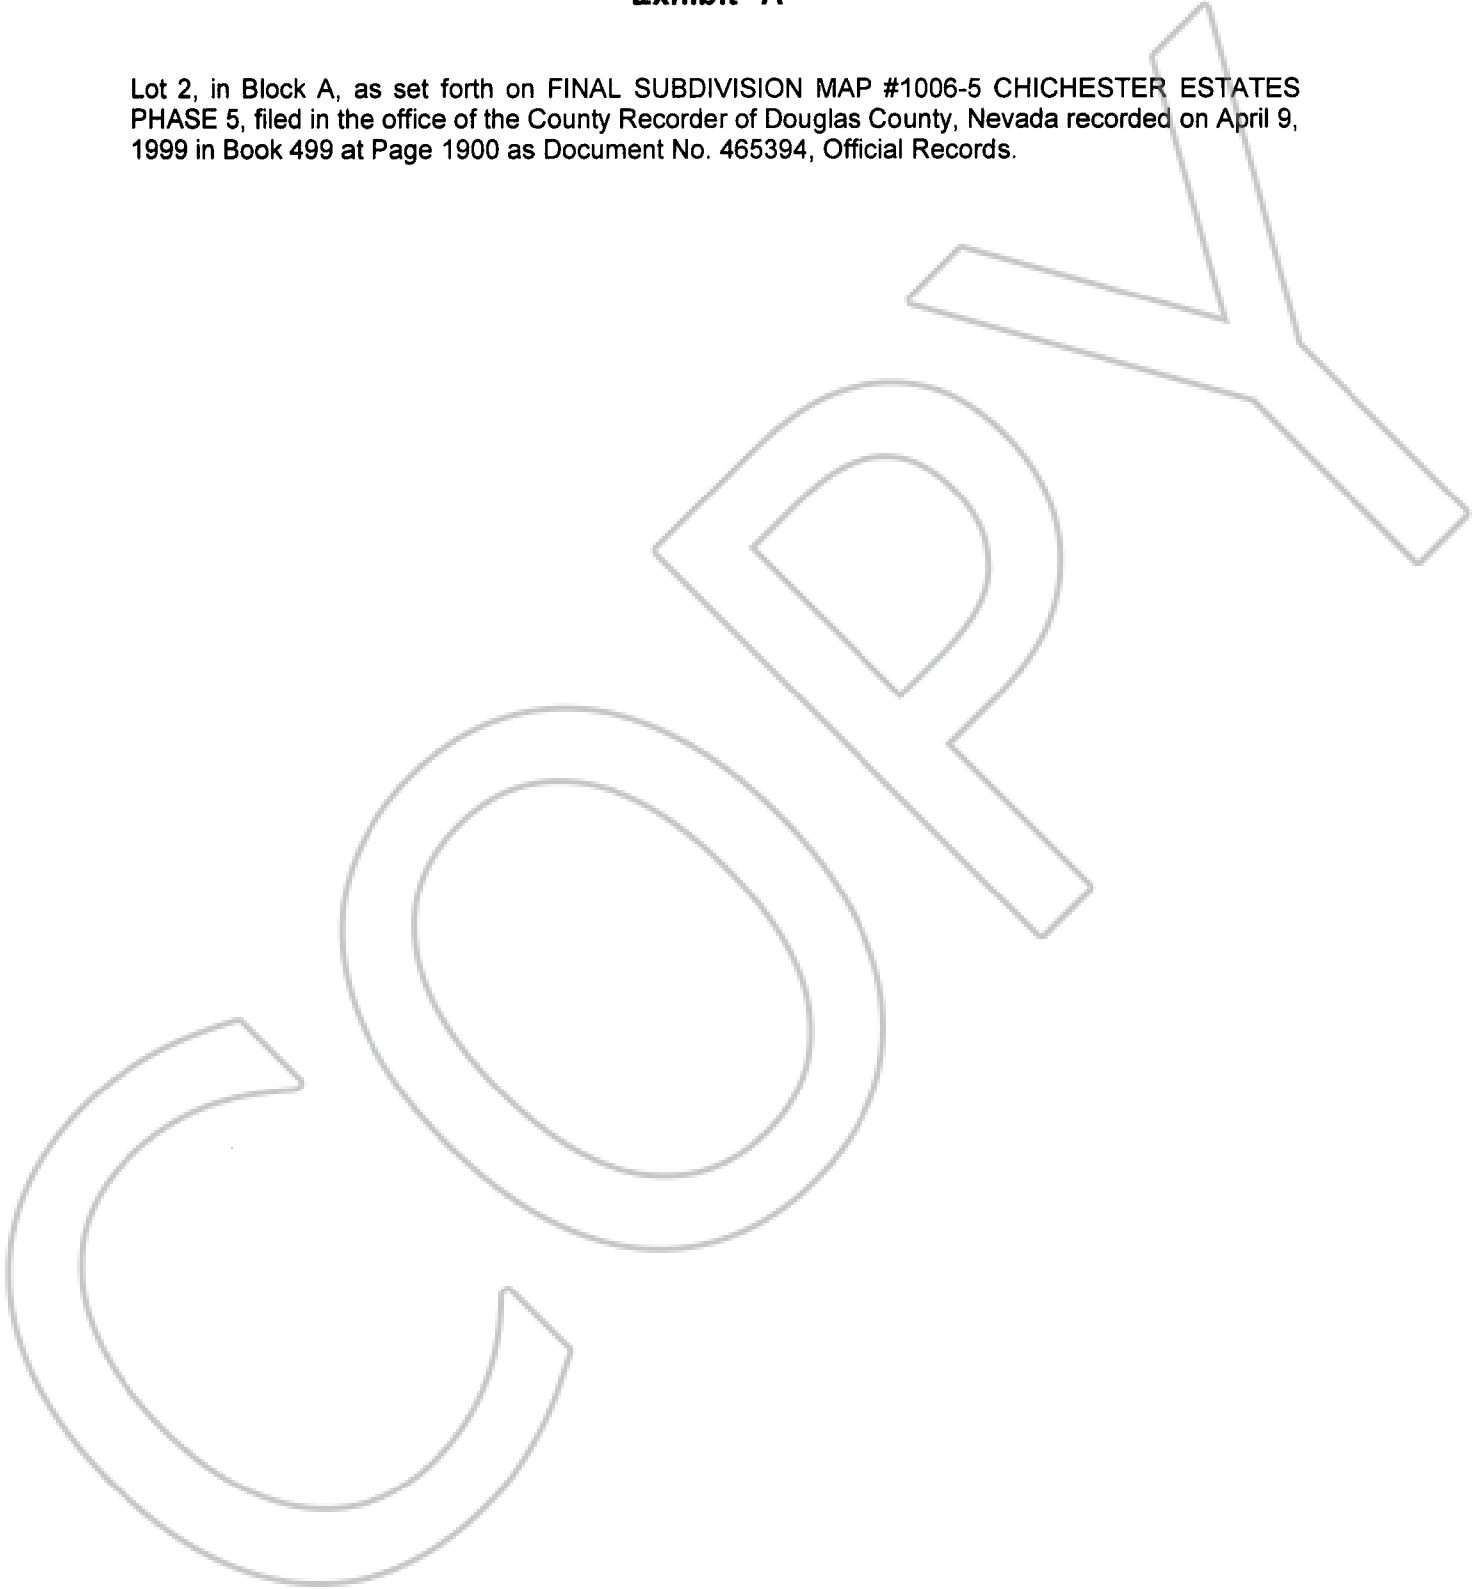 Exhibit "A"
Lot 2, in Block A, as set forth on FINAL SUBDIVISION MAP #1006-5 CHICHESTER ESTATES
PHASE 5, filed in the office of the County Recorder of Douglas County, Nevada recorded on April 9,
1999 in Book 499 at Page 1900 as Document No. 465394, Official Records.
COPY